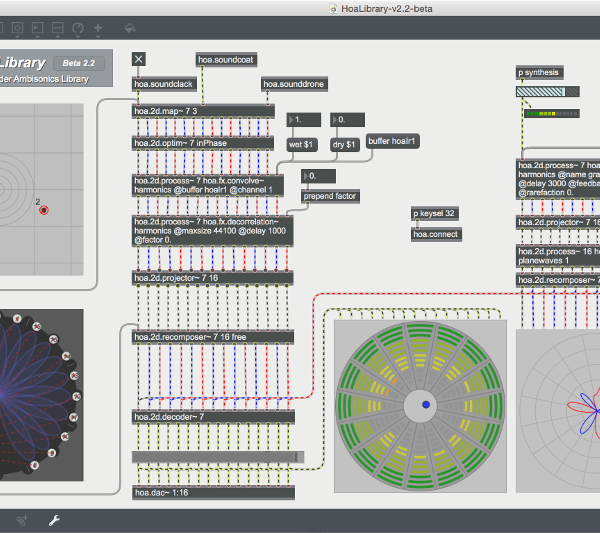 HoaLibrary-v2.2-beta
Library
Beta 2.2
der Ambisonics Library
hoa.soundcoat
hoa.soundclack
hoa.sounddrone
hoa.2d.map~ 7 3
hoa.2d.optim~ 7 inPhase
1.
0.
wet $1
dry $1
buffer hoaIr1
hoa.2d.process~ 7 hoa.fx.convolve~
harmonics @buffer hoaIr1 @channel 1
0.
prepend factor
hoa.2d.process~ 7 hoa.fx.decorrelation~
harmonics @maxsize 44100 @delay 1000
@factor 0.
hoa.2d.projector~ 7 16
hoa.2d.recomposer~ 7 16 free
hoa.2d.decoder~ 7
hoa.dac~ 1:16
2
p keysel 32
hoa.connect
p synthesis
hoa.2d.process~ 7 hoa
harmonics @name gra
@delay 3000 @feedba
@rarefaction 0.
hoa.2d.projector~ 16
hoa.2d.process~ 16 ho
planewaves 1
hoa.2d.recomposer~